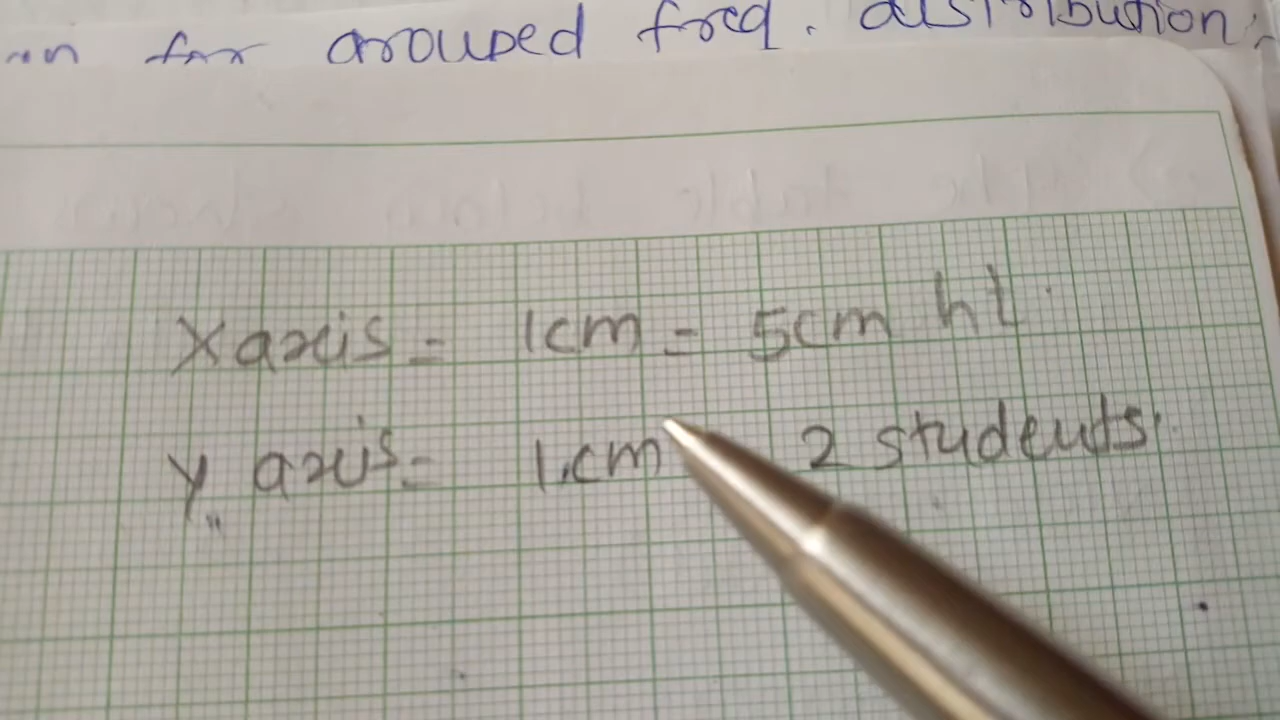 for grouped freq. distribution
X axis = 1cm = 5cm ht.
Y axis = 1cm 2 students.